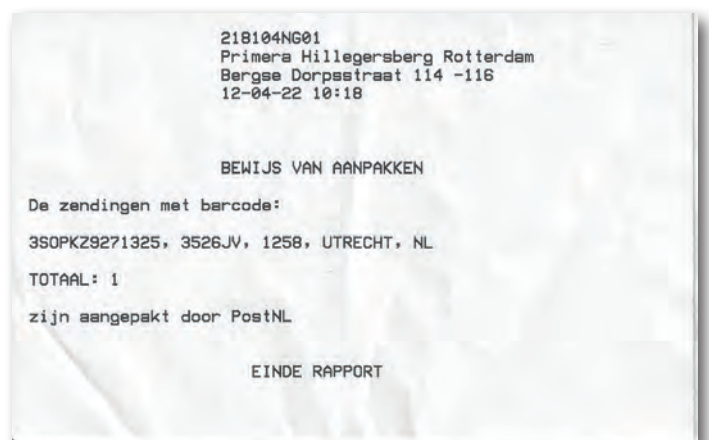 218104NG01
Primera Hillegersberg Rotterdam
Bergse Dorpsstraat 114 -116
12-04-22 10:18
BEWIJS VAN AANPAKKEN
De zendingen met barcode:
3SOPKZ9271325, 3526JV, 1258, UTRECHT, NL
TOTAAL: 1
zijn aangepakt door PostNL
EINDE RAPPORT